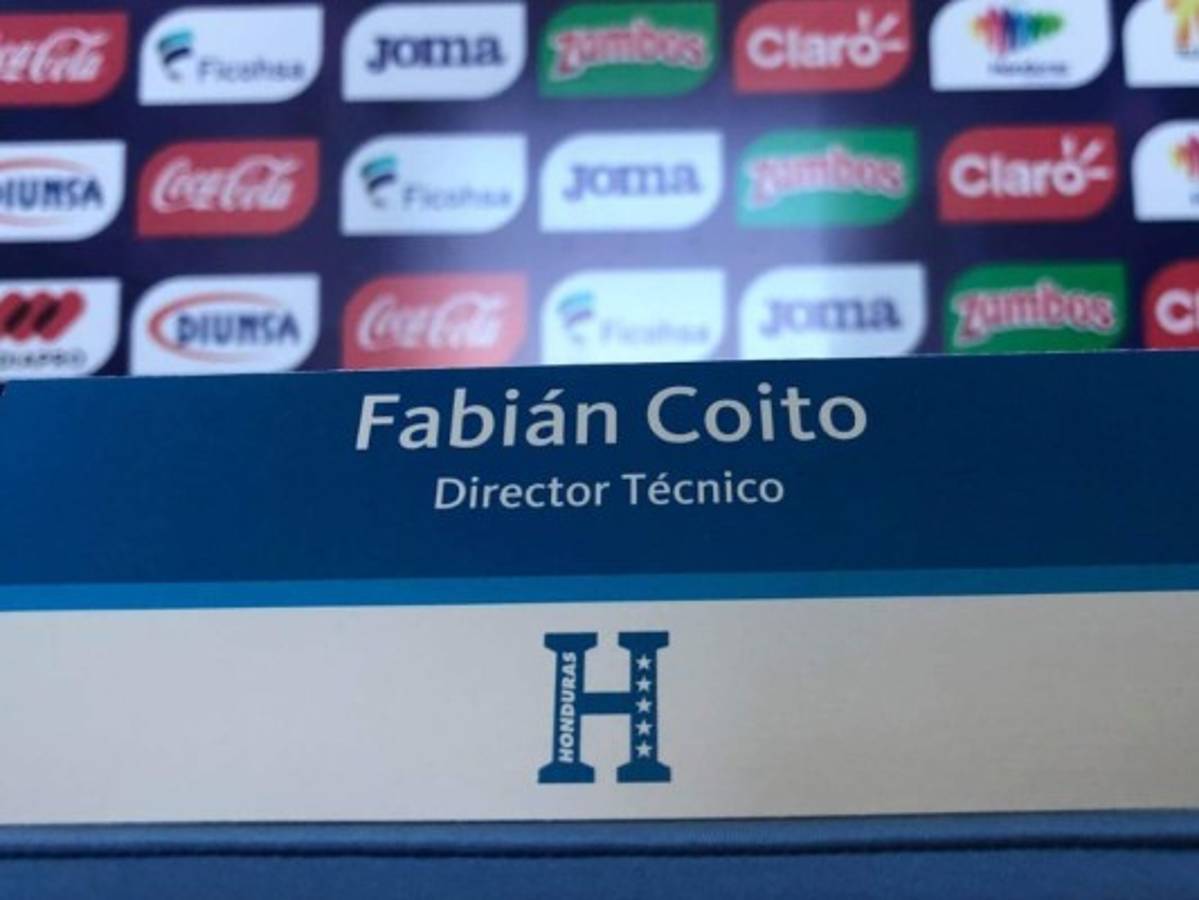 Coca-Cola Ficohsa JOMA Zumbos Claro
DIUNSA Coca-Cola Ficohsa JOMA Zumbos Claro
DIUNSA Coca-Cola Ficohsa JOMA Zumbos
Fabián Coito
Director Técnico
HONDURAS
H